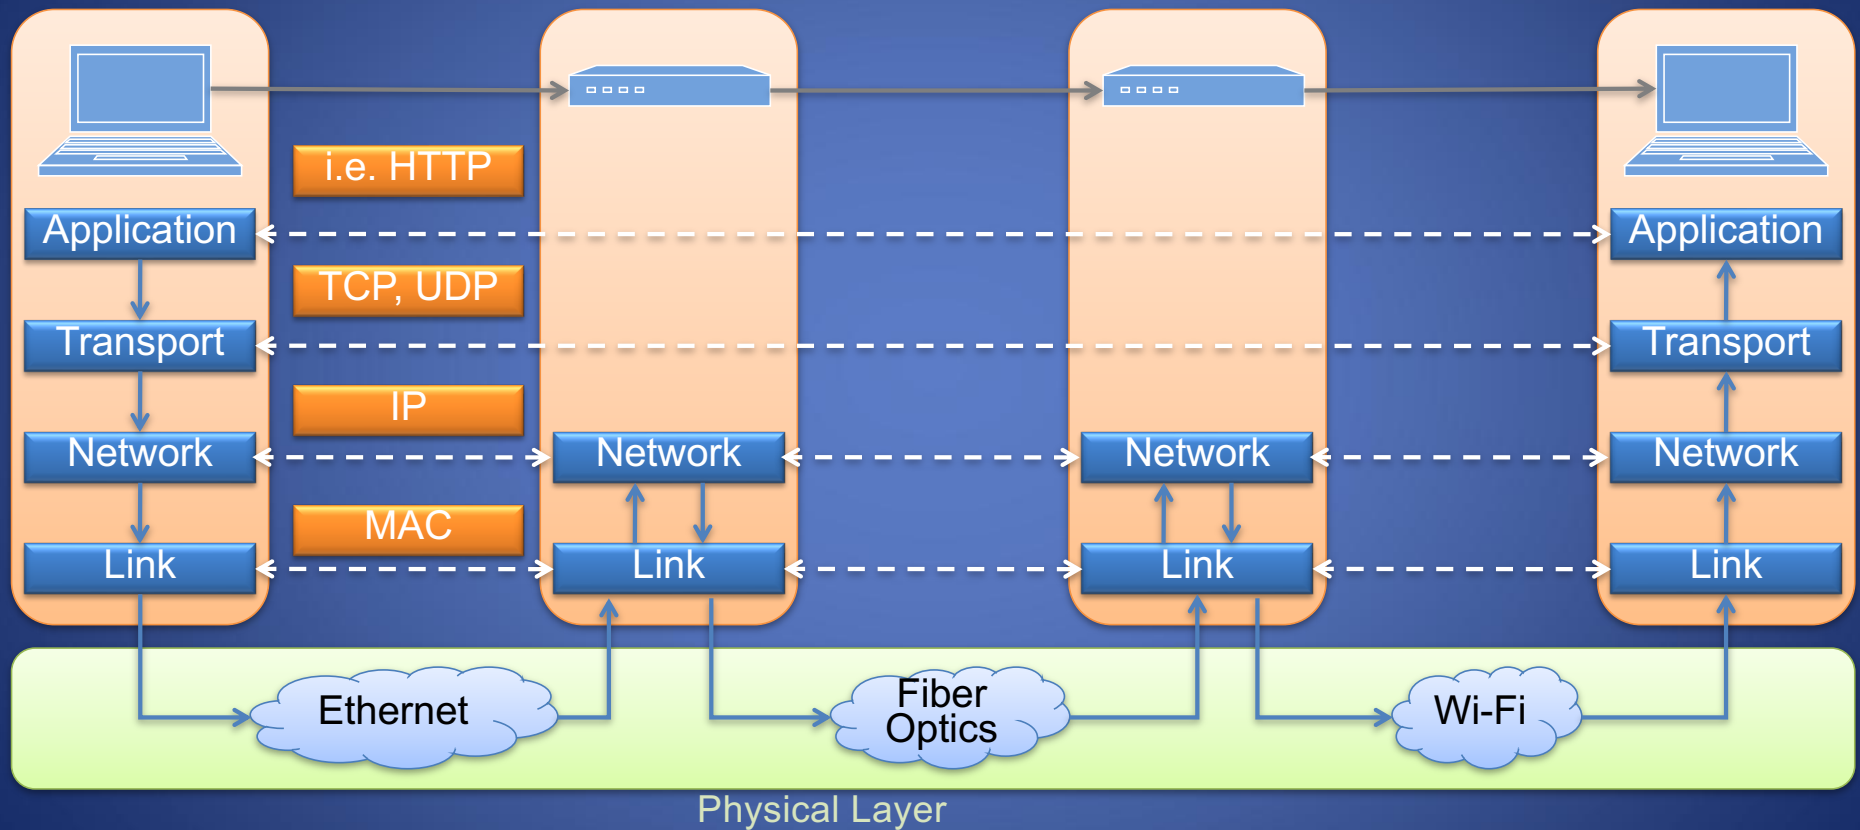 i.e. HTTP
Application
Application
TCP, UDP
Transport
Transport
IP
Network
Network
Network
Network
MAC
Link
Link
Link
Link
Ethernet
Fiber
Optics
Wi-Fi
Physical Layer